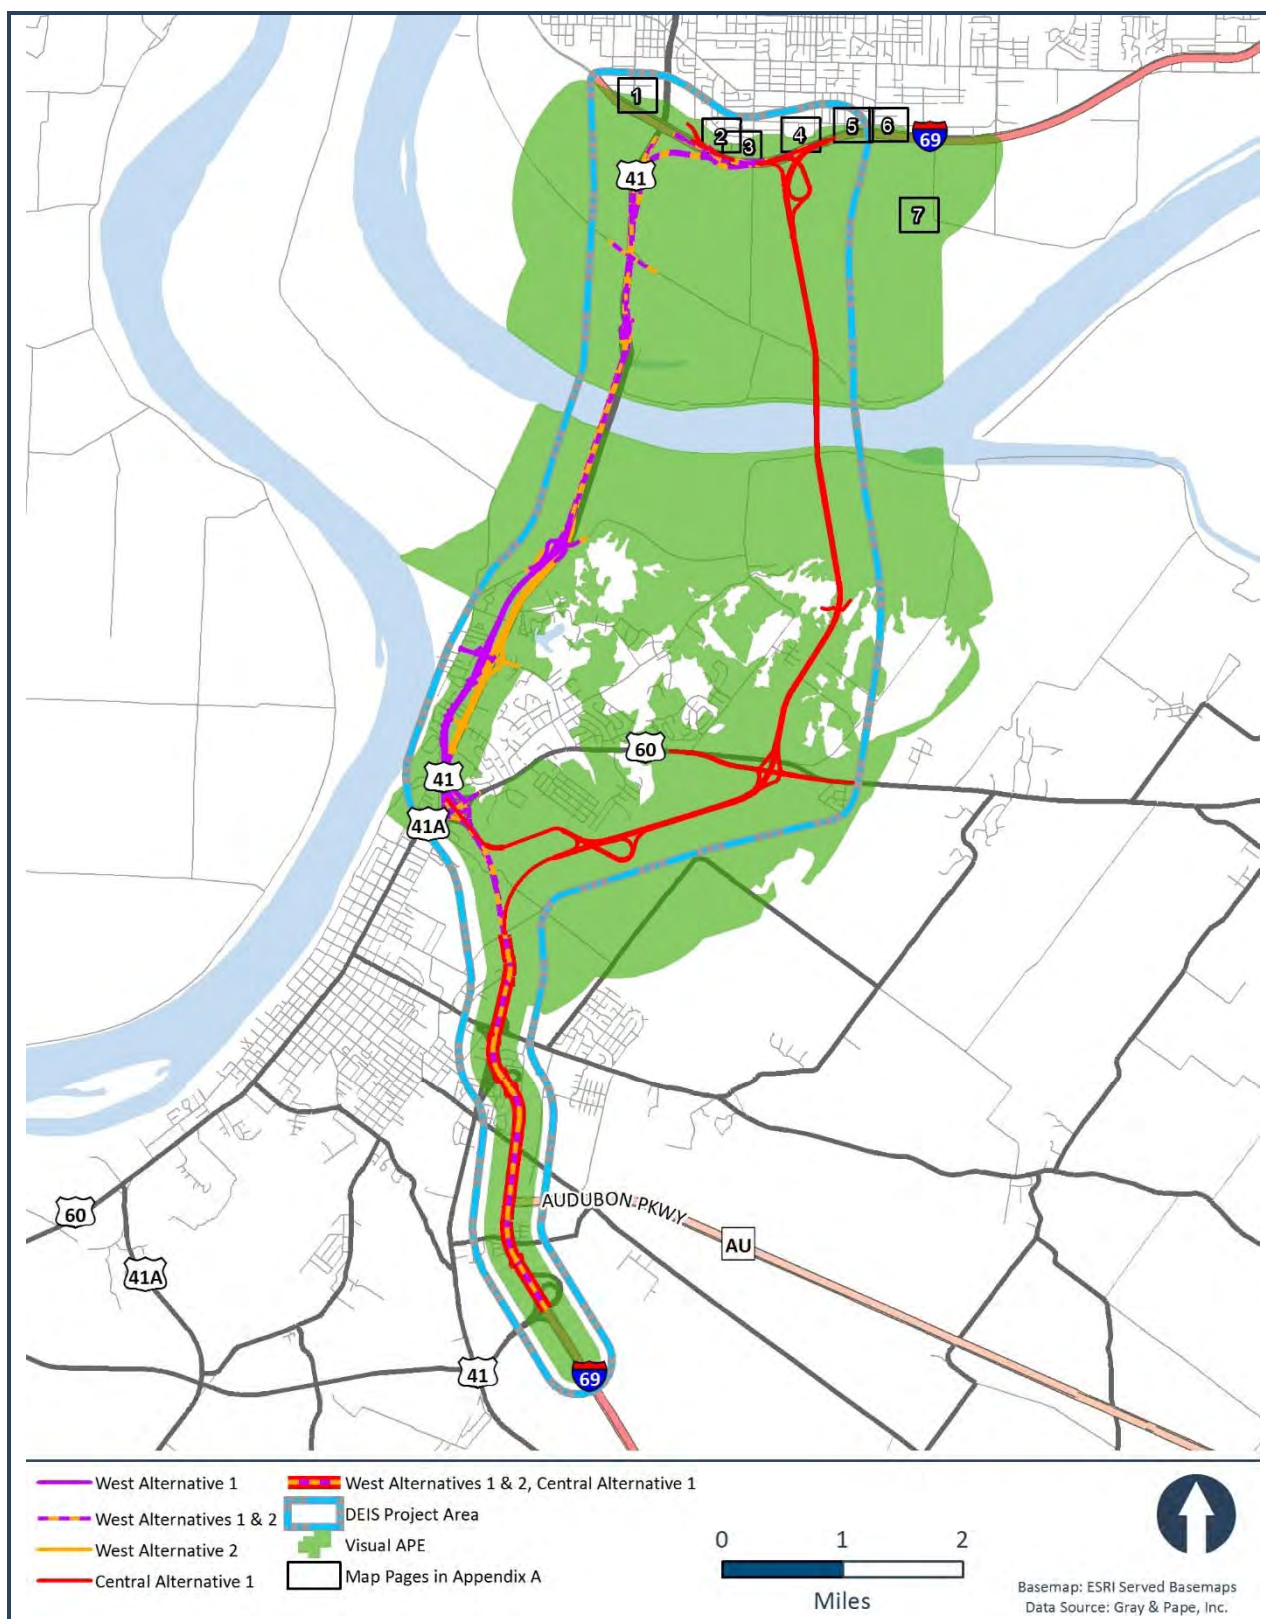 1
2
3
4
5
6
69
41
7
60
41
41A
AUDUBON PKWY
60
AU
41A
41
69
West Alternative 1
West Alternatives 1 & 2, Central Alternative 1
West Alternatives 1 & 2
DEIS Project Area
West Alternative 2
Visual APE
Central Alternative 1
Map Pages in Appendix A
0 1 2
Miles
Basemap: ESRI Served Basemaps
Data Source: Gray & Pape, Inc.